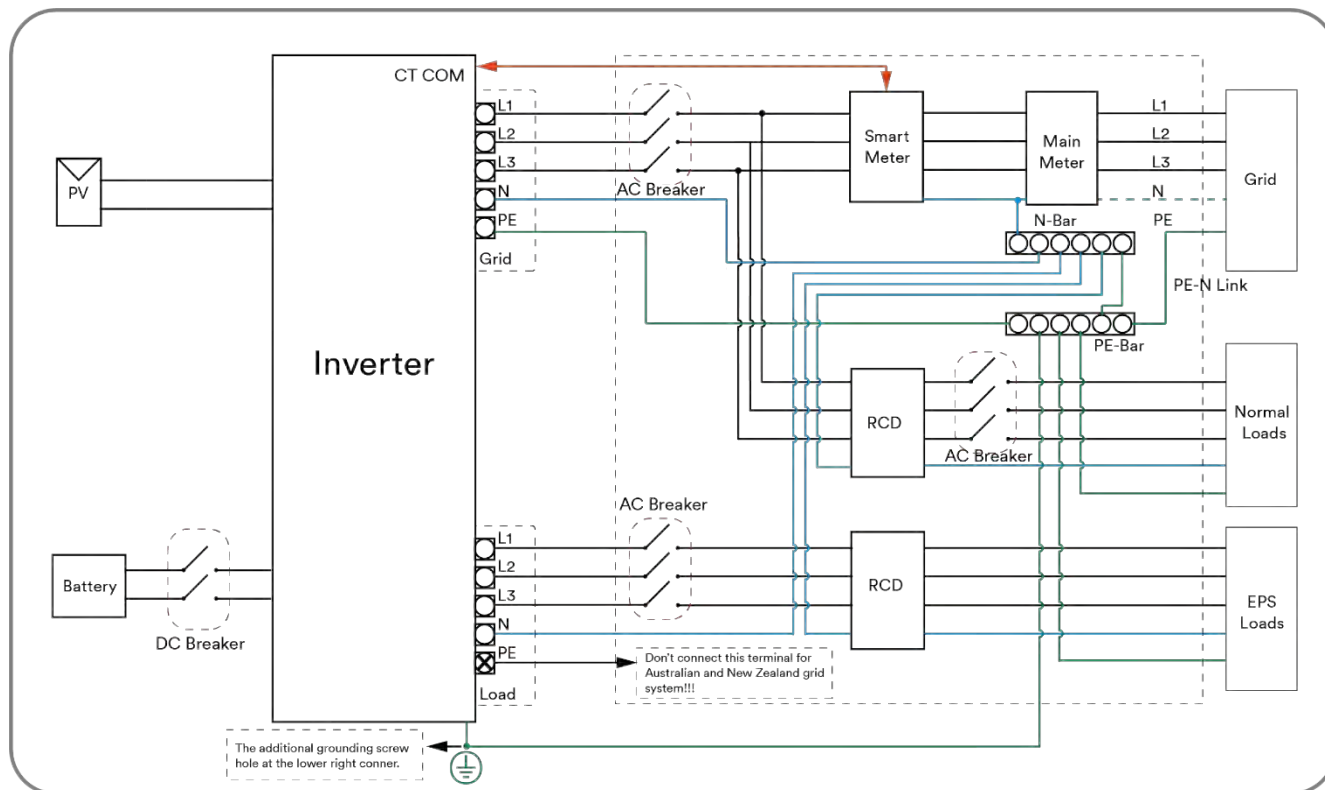 CT COM
L1
L2
L3
N
PE
Grid
AC Breaker
Smart
Meter
Main
Meter
L1
L2
L3
N
PE
Grid
PV
N-Bar
PE-N Link
PE-Bar
Inverter
RCD
AC Breaker
Normal
Loads
AC Breaker
L1
L2
L3
N
PE
Load
RCD
EPS
Loads
Battery
DC Breaker
Don't connect this terminal for
Australian and New Zealand grid
system!!!
The additional grounding screw
hole at the lower right conner.